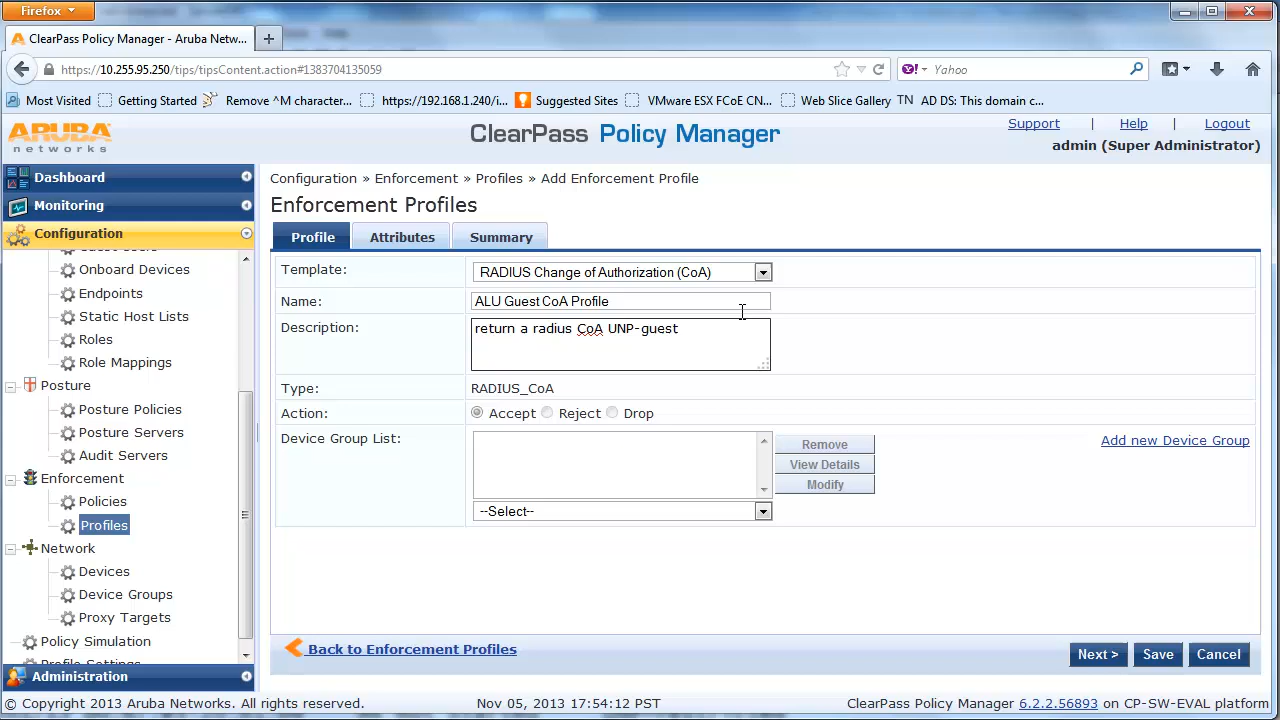 Firefox
ClearPass Policy Manager - Aruba Netw...
https://10.255.95.250/tips/tipsContent.action#1383704135059
Yahoo
Most Visited Getting Started Remove ^M character... https://192.168.1.240/i... Suggested Sites VMware ESX FCoE CN... Web Slice Gallery TN AD DS: This domain c...
ARUBA
networks
ClearPass Policy Manager
Support | Help | Logout
admin (Super Administrator)
Dashboard
Monitoring
Configuration
Guest Users
Onboard Devices
Endpoints
Static Host Lists
Roles
Role Mappings
Posture
Posture Policies
Posture Servers
Audit Servers
Enforcement
Policies
Profiles
Network
Devices
Device Groups
Proxy Targets
Policy Simulation
Profile Settings
Administration
Configuration » Enforcement » Profiles » Add Enforcement Profile
Enforcement Profiles
Profile Attributes Summary
Template: RADIUS Change of Authorization (CoA)
Name: ALU Guest CoA Profile
Description: return a radius CoA UNP-guest
Type: RADIUS_CoA
Action: Accept Reject Drop
Device Group List:
Remove
View Details
Modify
Add new Device Group
--Select--
Back to Enforcement Profiles
Next > Save Cancel
© Copyright 2013 Aruba Networks. All rights reserved. Nov 05, 2013 17:54:12 PST ClearPass Policy Manager 6.2.2.56893 on CP-SW-EVAL platform